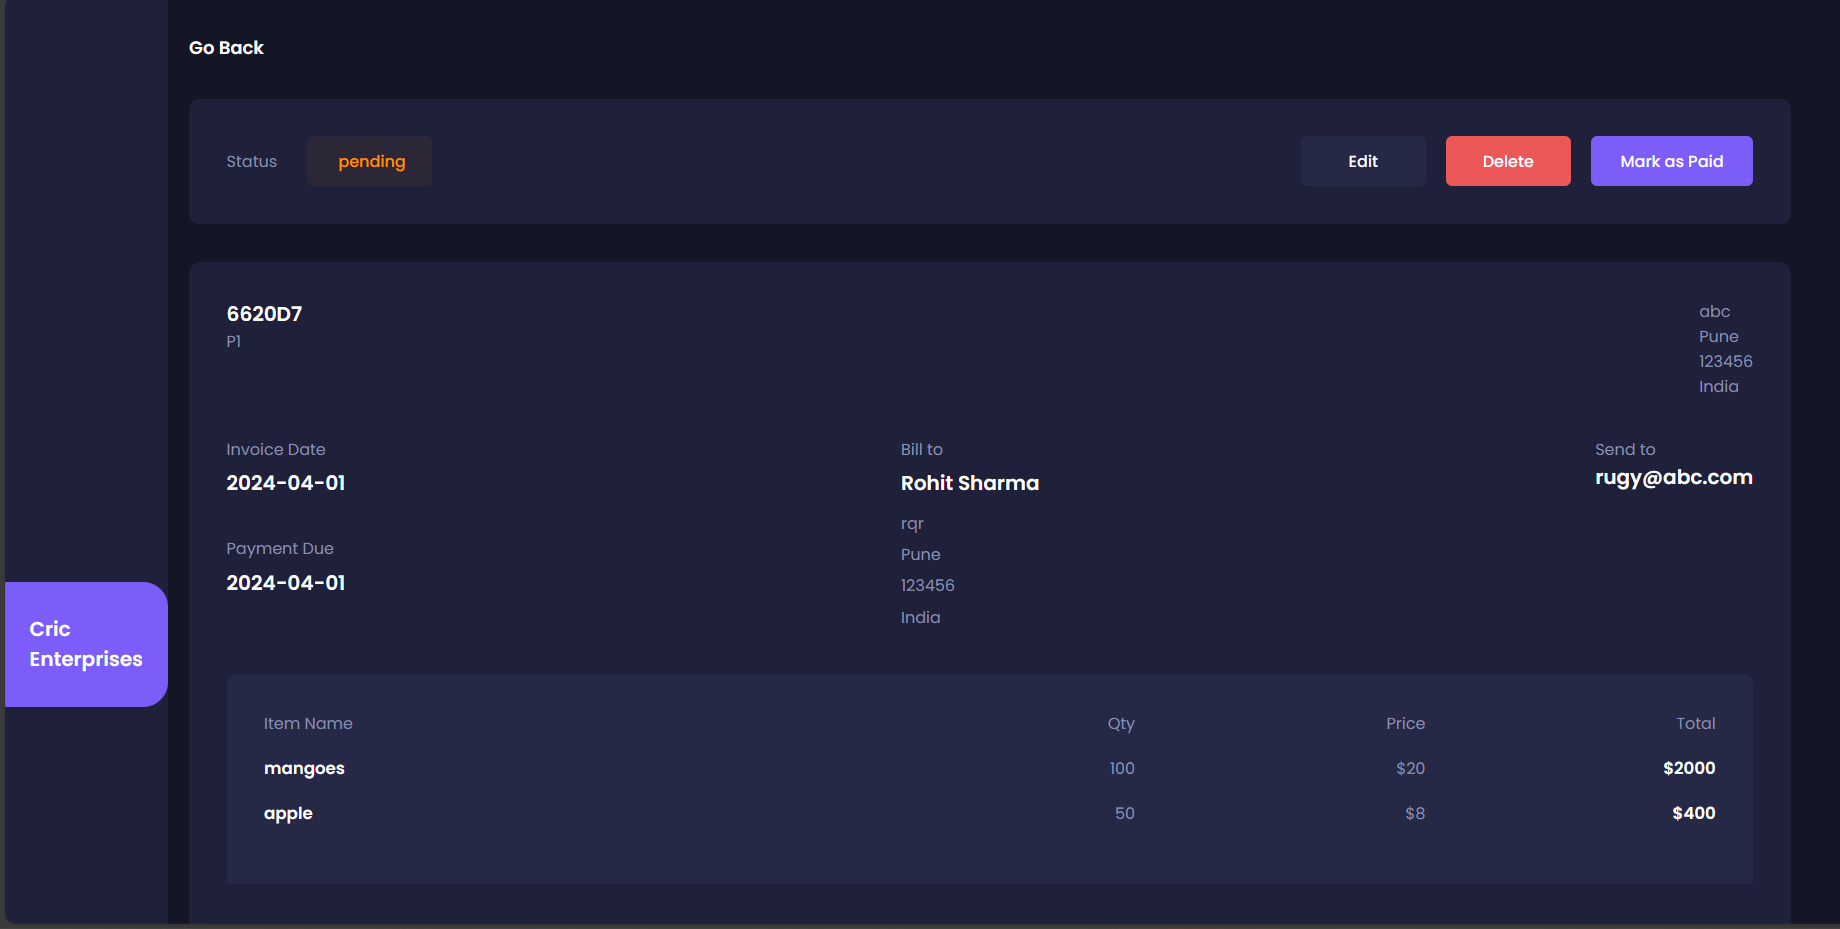 Go Back
Status pending Edit Delete Mark as Paid
6620D7
P1
abc
Pune
123456
India
Invoice Date
2024-04-01
Payment Due
2024-04-01
Bill to
Rohit Sharma
rqr
Pune
123456
India
Send to
rugy@abc.com
Cric
Enterprises
Item Name Qty Price Total
mangoes 100 $20 $2000
apple 50 $8 $400